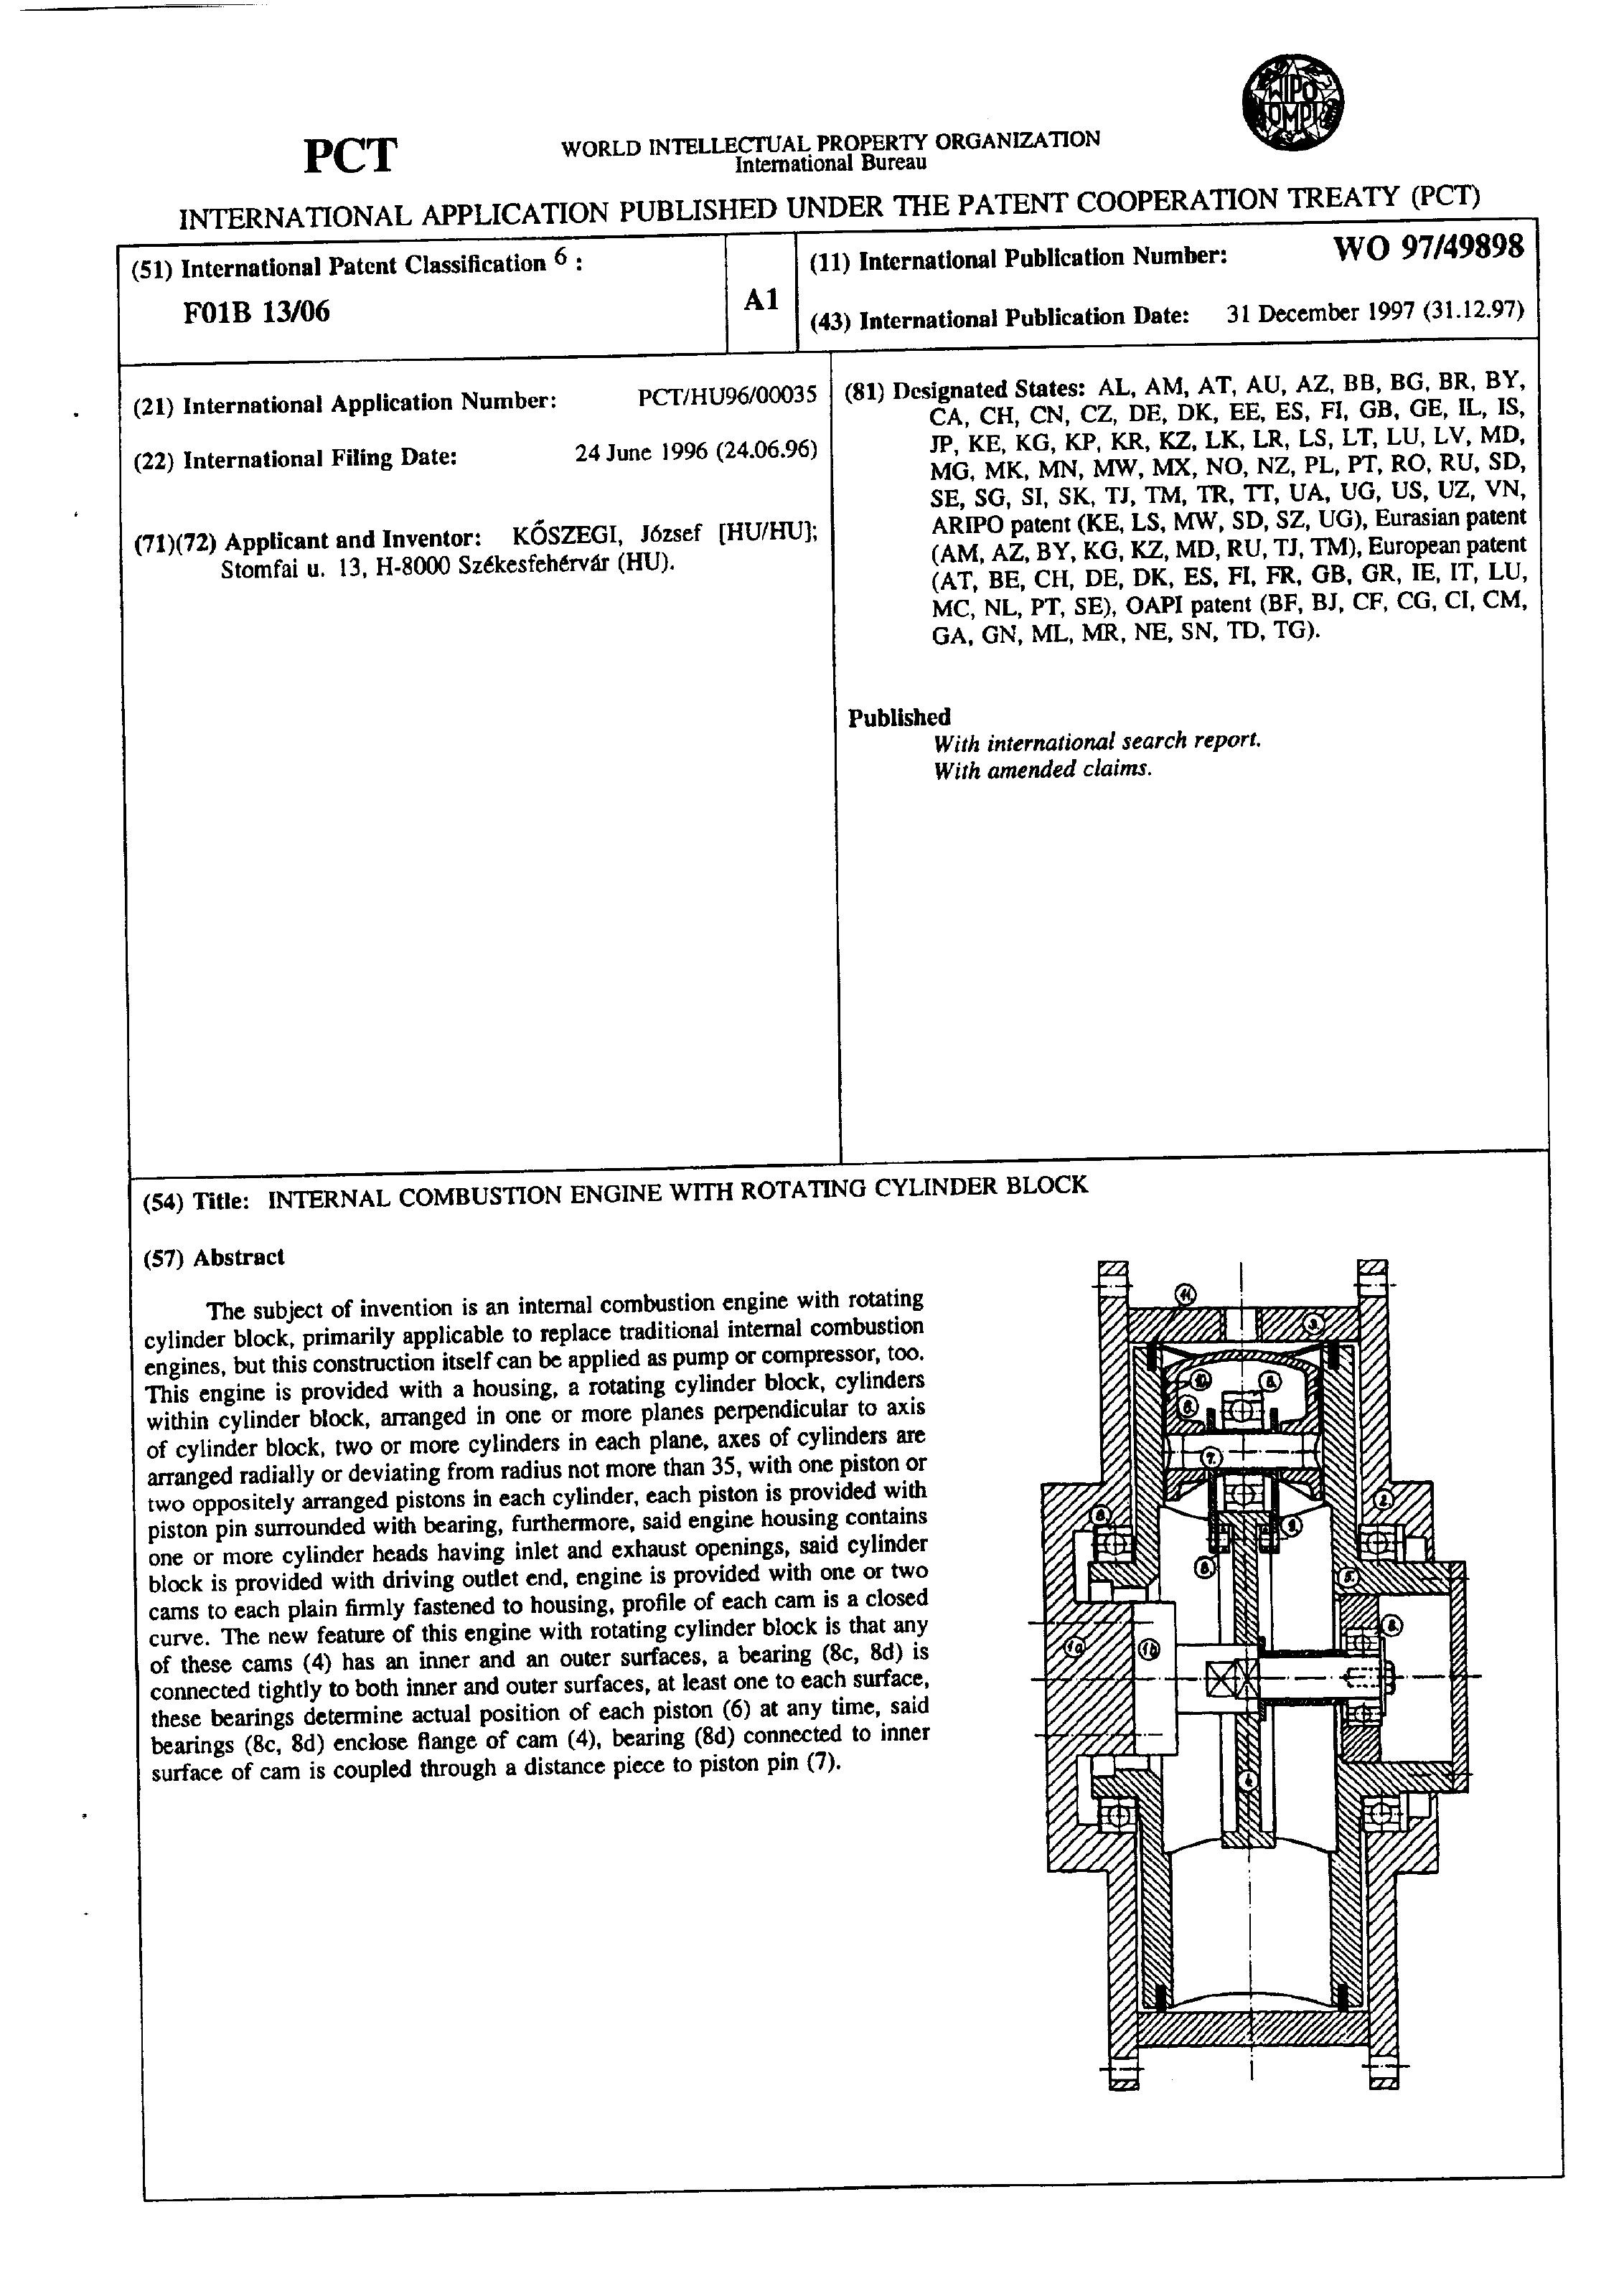 WIPO
OMPI
PCT
WORLD INTELLECTUAL PROPERTY ORGANIZATION
International Bureau
INTERNATIONAL APPLICATION PUBLISHED UNDER THE PATENT COOPERATION TREATY (PCT)
(51) International Patent Classification 6 :
F01B 13/06
A1
(11) International Publication Number: WO 97/49898
(43) International Publication Date: 31 December 1997 (31.12.97)
(21) International Application Number: PCT/HU96/00035
(22) International Filing Date: 24 June 1996 (24.06.96)
(71)(72) Applicant and Inventor: KŐSZEGI, József [HU/HU];
Stomfai u. 13, H-8000 Székesfehérvár (HU).
(81) Designated States: AL, AM, AT, AU, AZ, BB, BG, BR, BY,
CA, CH, CN, CZ, DE, DK, EE, ES, FI, GB, GE, IL, IS,
JP, KE, KG, KP, KR, KZ, LK, LR, LS, LT, LU, LV, MD,
MG, MK, MN, MW, MX, NO, NZ, PL, PT, RO, RU, SD,
SE, SG, SI, SK, TJ, TM, TR, TT, UA, UG, US, UZ, VN,
ARIPO patent (KE, LS, MW, SD, SZ, UG), Eurasian patent
(AM, AZ, BY, KG, KZ, MD, RU, TJ, TM), European patent
(AT, BE, CH, DE, DK, ES, FI, FR, GB, GR, IE, IT, LU,
MC, NL, PT, SE), OAPI patent (BF, BJ, CF, CG, CI, CM,
GA, GN, ML, MR, NE, SN, TD, TG).
Published
With international search report.
With amended claims.
(54) Title: INTERNAL COMBUSTION ENGINE WITH ROTATING CYLINDER BLOCK
(57) Abstract
The subject of invention is an internal combustion engine with rotating
cylinder block, primarily applicable to replace traditional internal combustion
engines, but this construction itself can be applied as pump or compressor, too.
This engine is provided with a housing, a rotating cylinder block, cylinders
within cylinder block, arranged in one or more planes perpendicular to axis
of cylinder block, two or more cylinders in each plane, axes of cylinders are
arranged radially or deviating from radius not more than 35, with one piston or
two oppositely arranged pistons in each cylinder, each piston is provided with
piston pin surrounded with bearing, furthermore, said engine housing contains
one or more cylinder heads having inlet and exhaust openings, said cylinder
block is provided with driving outlet end, engine is provided with one or two
cams to each plain firmly fastened to housing, profile of each cam is a closed
curve. The new feature of this engine with rotating cylinder block is that any
of these cams (4) has an inner and an outer surfaces, a bearing (8c, 8d) is
connected tightly to both inner and outer surfaces, at least one to each surface,
these bearings determine actual position of each piston (6) at any time, said
bearings (8c, 8d) enclose flange of cam (4), bearing (8d) connected to inner
surface of cam is coupled through a distance piece to piston pin (7).
11.
3.
10.
6.
7.
2.
9.
5.
1a
1b
4.